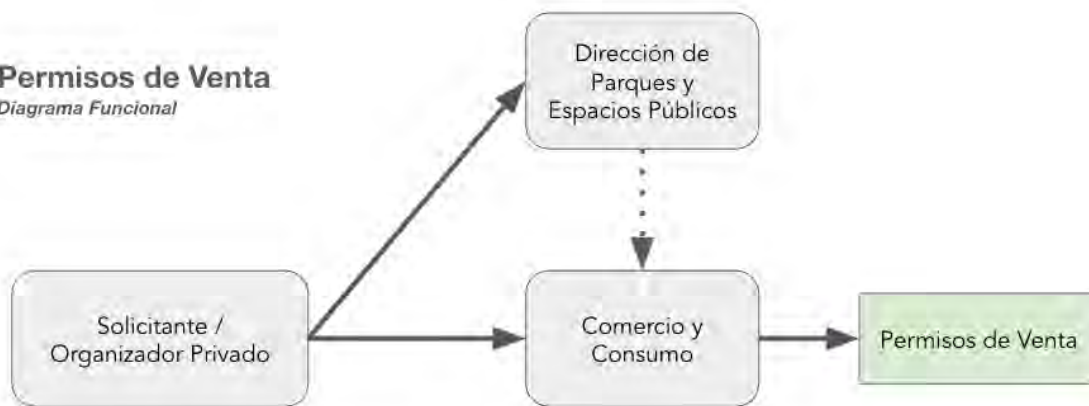 Permisos de Venta
Diagrama Funcional
Dirección de
Parques y
Espacios Públicos
Solicitante /
Organizador Privado
Comercio y
Consumo
Permisos de Venta